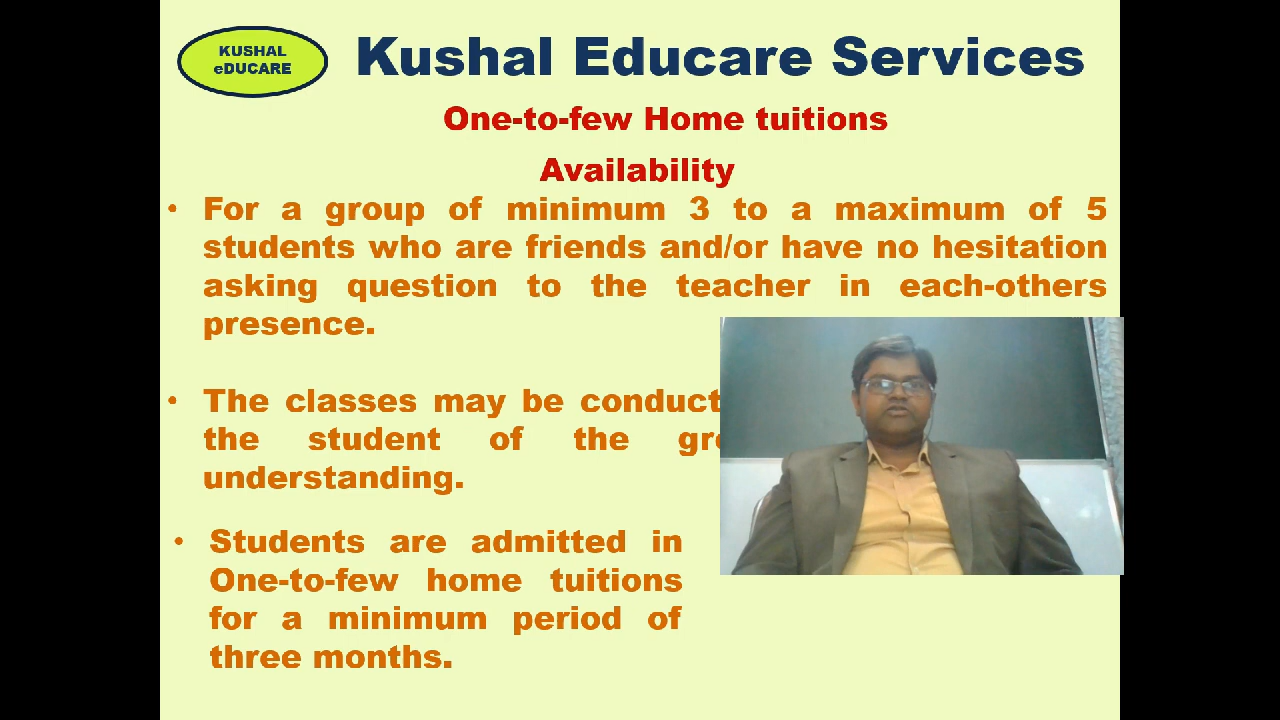 KUSHAL
eDUCARE
Kushal Educare Services
One-to-few Home tuitions
Availability
• For a group of minimum 3 to a maximum of 5
students who are friends and/or have no hesitation
asking question to the teacher in each-others
presence.
• The classes may be conduct
the student of the
understanding.
• Students are admitted in
One-to-few home tuitions
for a minimum period of
three months.